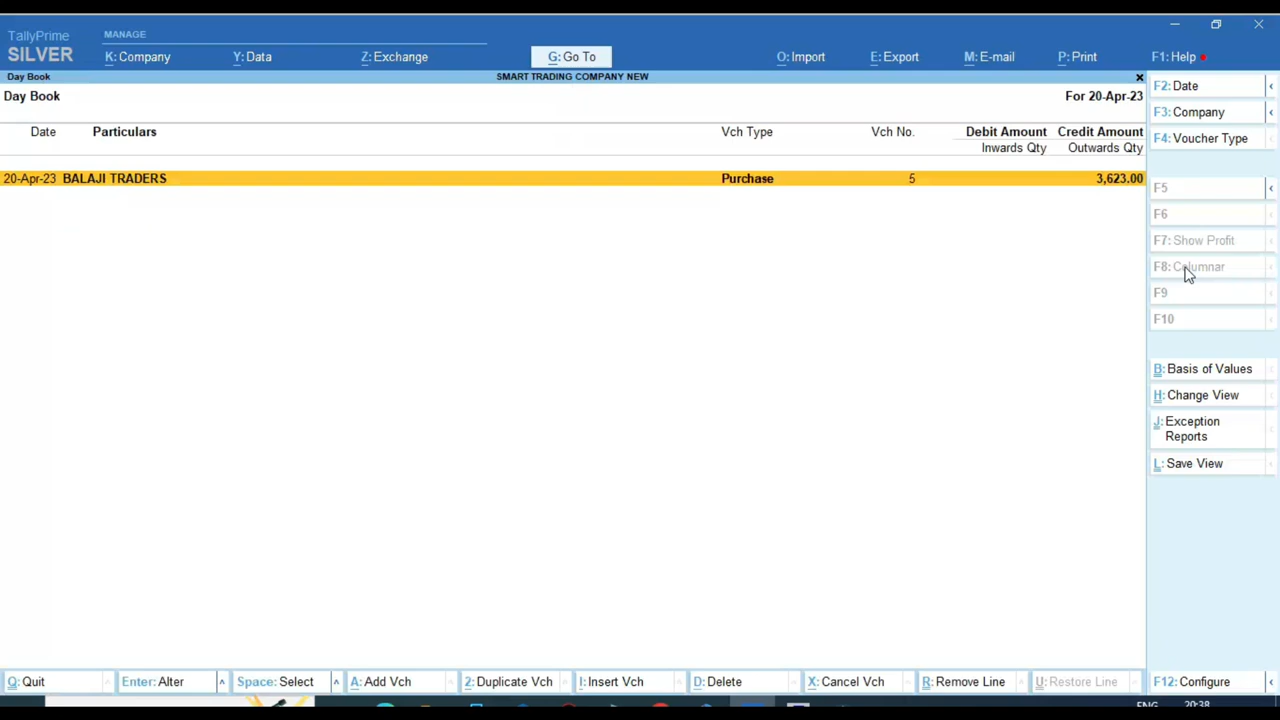 TallyPrime
SILVER
MANAGE
K: Company
Y: Data
Z: Exchange
G: Go To
O: Import
E: Export
M: E-mail
P: Print
F1: Help
Day Book
SMART TRADING COMPANY NEW
Day Book
For 20-Apr-23
Date
Particulars
Vch Type
Vch No.
Debit Amount
Credit Amount
Inwards Qty
Outwards Qty
20-Apr-23 BALAJI TRADERS
Purchase
5
3,623.00
F2: Date
F3: Company
F4: Voucher Type
F5
F6
F7: Show Profit
F8: Columnar
F9
F10
B: Basis of Values
H: Change View
J: Exception
Reports
L: Save View
F12: Configure
Q: Quit
Enter: Alter
Space: Select
A: Add Vch
2: Duplicate Vch
I: Insert Vch
D: Delete
X: Cancel Vch
R: Remove Line
U: Restore Line
ENG
20:38